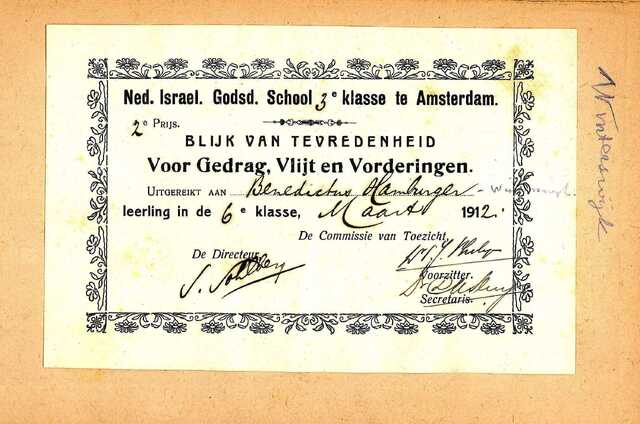 Ned. Israel. Godsd. School 3e klasse te Amsterdam.
2e Prijs.
BLIJK VAN TEVREDENHEID
Voor Gedrag, Vlijt en Vorderingen.
UITGEREIKT AAN Benedictus Hamburger
leerling in de 6e klasse, Maart 1912.
De Commissie van Toezicht,
De Directeur
Voorzitter.
Secretaris.
Winterswijk